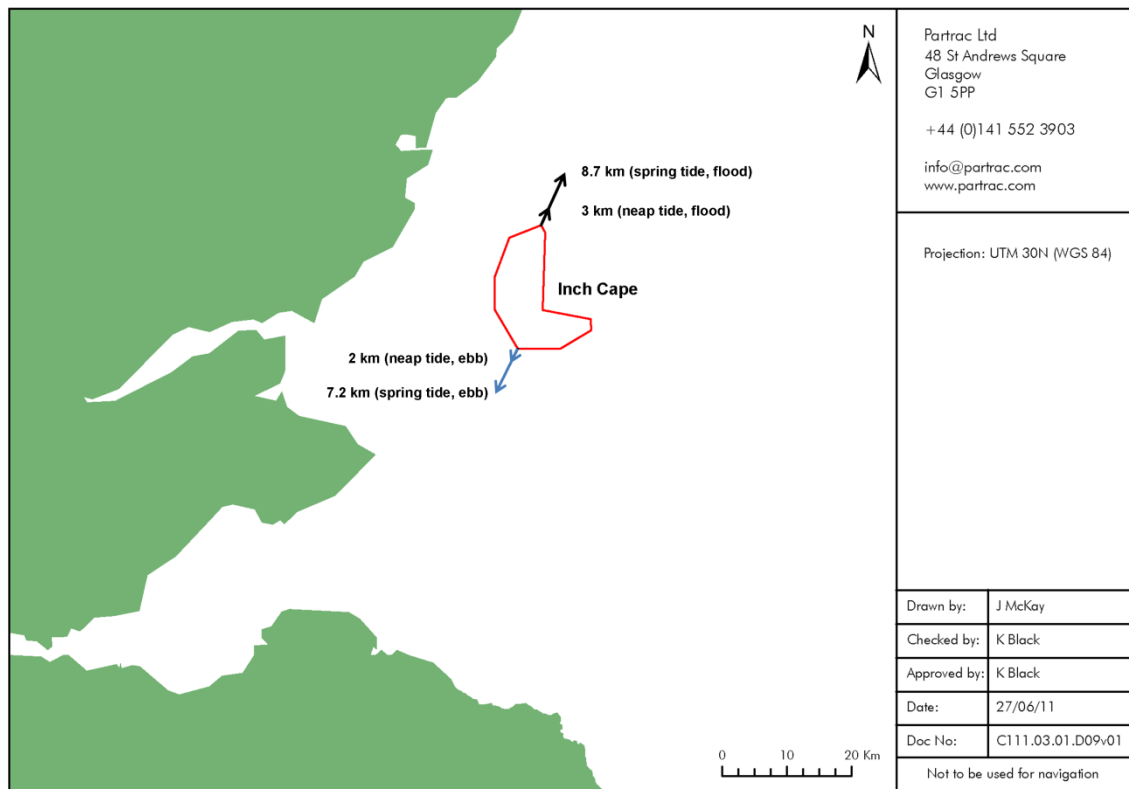 N
8.7 km (spring tide, flood)
3 km (neap tide, flood)
Inch Cape
2 km (neap tide, ebb)
7.2 km (spring tide, ebb)
0 10 20 Km
Partrac Ltd
48 St Andrews Square
Glasgow
G1 5PP
+44 (0)141 552 3903
info@partrac.com
www.partrac.com
Projection: UTM 30N (WGS 84)
Drawn by: J McKay
Checked by: K Black
Approved by: K Black
Date: 27/06/11
Doc No: C111.03.01.D09v01
Not to be used for navigation